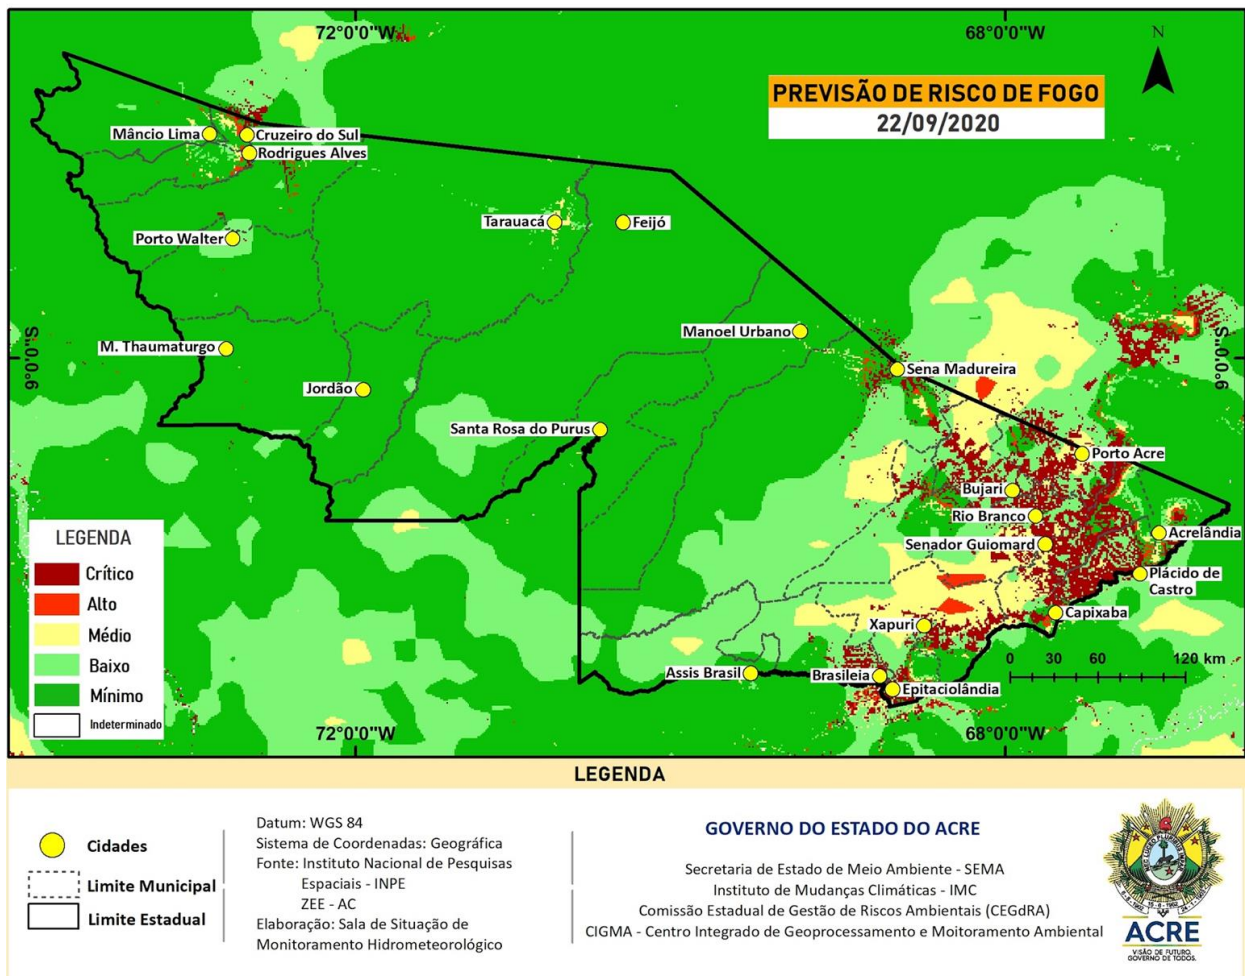 72°0'0"W
68°0'0"W
N
PREVISÃO DE RISCO DE FOGO
22/09/2020
Mâncio Lima
Cruzeiro do Sul
Rodrigues Alves
Tarauacá
Feijó
Porto Walter
Manoel Urbano
9°0'0"S
9°0'0"S
M. Thaumaturgo
Sena Madureira
Jordão
Santa Rosa do Purus
Porto Acre
Bujari
Rio Branco
Acrelândia
Senador Guiomard
Plácido de
Castro
Capixaba
Xapuri
Assis Brasil
Brasileia
Epitaciolândia
0 30 60 120 km
LEGENDA
Crítico
Alto
Médio
Baixo
Mínimo
Indeterminado
72°0'0"W
68°0'0"W
LEGENDA
Cidades
Limite Municipal
Limite Estadual
Datum: WGS 84
Sistema de Coordenadas: Geográfica
Fonte: Instituto Nacional de Pesquisas
Espaciais - INPE
ZEE - AC
Elaboração: Sala de Situação de
Monitoramento Hidrometeorológico
GOVERNO DO ESTADO DO ACRE
Secretaria de Estado de Meio Ambiente - SEMA
Instituto de Mudanças Climáticas - IMC
Comissão Estadual de Gestão de Riscos Ambientais (CEGdRA)
CIGMA - Centro Integrado de Geoprocessamento e Moitoramento Ambiental
ACRE
VISÃO DE FUTURO.
GOVERNO DE TODOS.